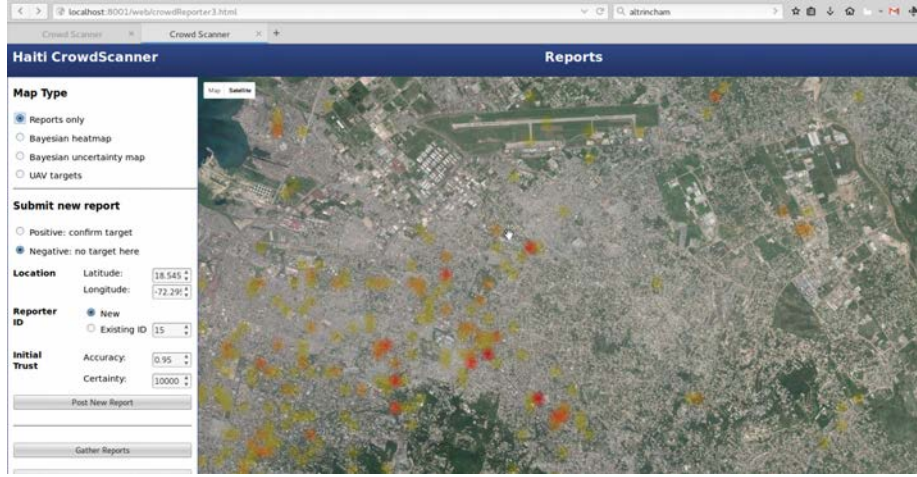 localhost:8001/web/crowdReporter3.html
altrincham
Crowd Scanner
Crowd Scanner
Haiti CrowdScanner
Reports
Map Type
Map
Satellite
Reports only
Bayesian heatmap
Bayesian uncertainty map
UAV targets
Submit new report
Positive: confirm target
Negative: no target here
Location Latitude: 18.545
Longitude: -72.29
Reporter New
ID Existing ID 15
Initial Accuracy: 0.95
Trust Certainty: 10000
Post New Report
Gather Reports